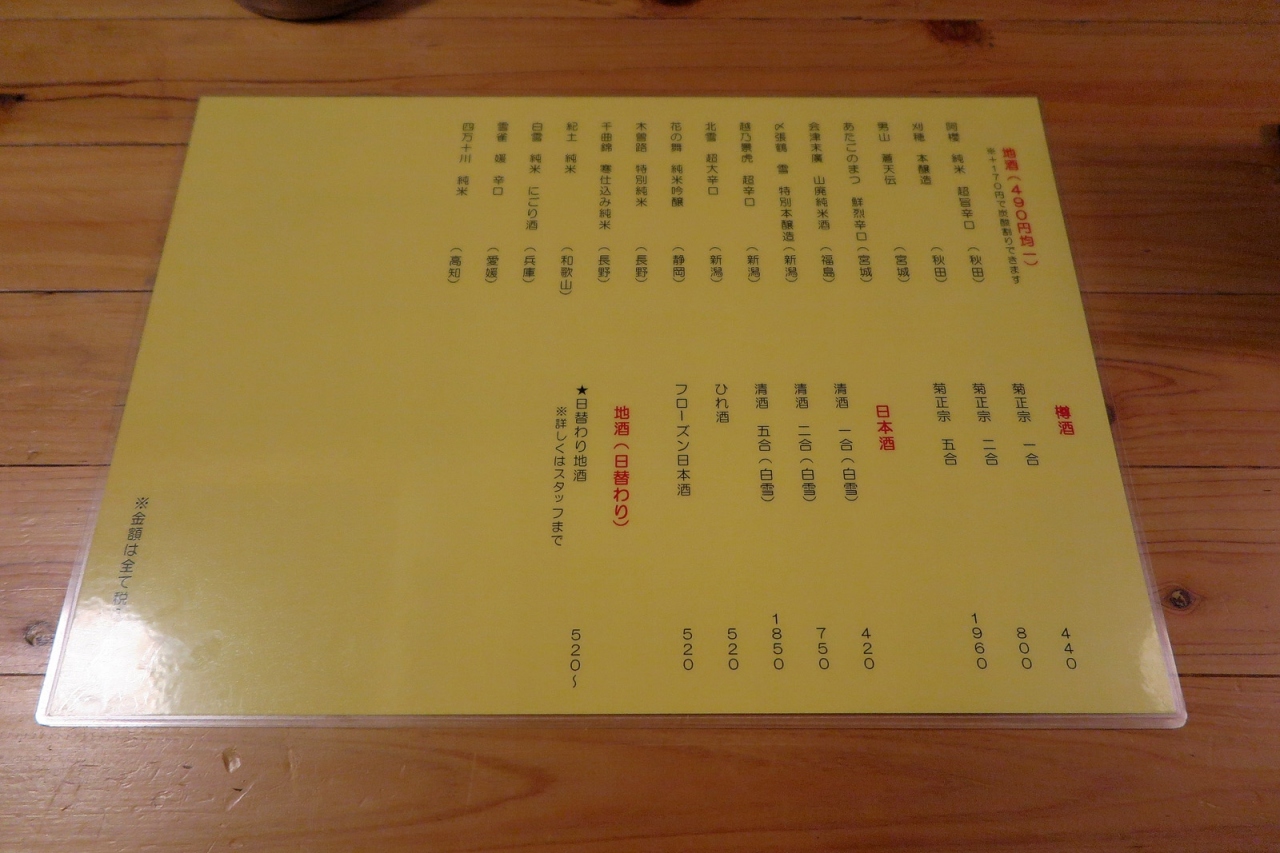 地酒（４９０円均一）
※＋１７０円で炭酸割りできます
阿櫻　純米　超旨辛口（秋田）
刈穂　本醸造（秋田）
男山　蒼天伝（宮城）
あたごのまつ　鮮烈辛口（宮城）
会津末廣　山廃純米酒（福島）
〆張鶴　雪　特別本醸造（新潟）
越乃景虎　超辛口（新潟）
北雪　超大辛口（新潟）
花の舞　純米吟醸（静岡）
木曽路　特別純米（長野）
千曲錦　寒仕込み純米（長野）
紀土　純米（和歌山）
白雪　純米　にごり酒（兵庫）
雪雀　媛　辛口（愛媛）
四万十川　純米（高知）
樽酒
菊正宗　一合　４４０
菊正宗　二合　８００
菊正宗　五合　１９６０
日本酒
清酒　一合（白雪）　４２０
清酒　二合（白雪）　７５０
清酒　五合（白雪）　１８５０
ひれ酒　５２０
フローズン日本酒　５２０
地酒（日替わり）
★日替わり地酒　５２０～
※詳しくはスタッフまで
※金額は全て税